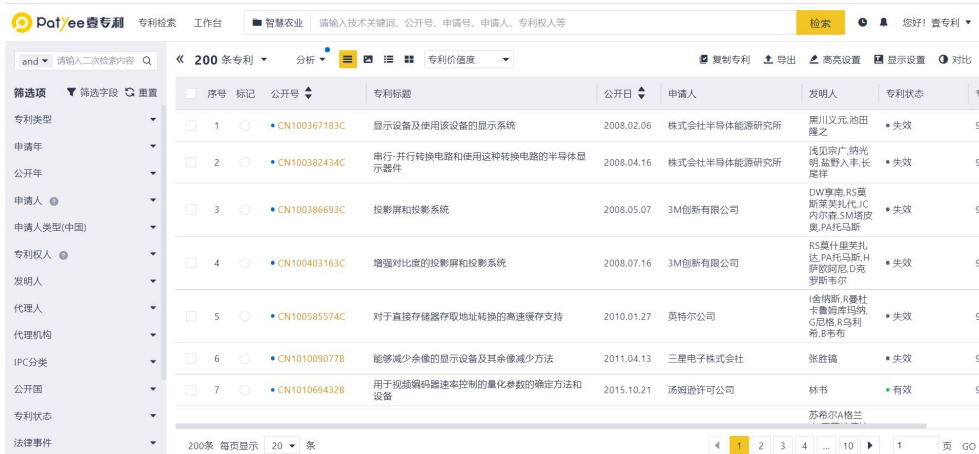 Patyee壹专利 专利检索 工作台 智慧农业 请输入技术关键词、公开号、申请号、申请人、专利权人等 检索 您好！壹专利
and 请输入二次检索内容 200 条专利 分析 专利价值度 复制专利 导出 高亮设置 显示设置 对比
筛选项 筛选字段 重置 序号 标记 公开号 专利标题 公开日 申请人 发明人 专利状态
专利类型
申请年
公开年
申请人
申请人类型(中国)
专利权人
发明人
代理人
代理机构
IPC分类
公开国
专利状态
法律事件
1 CN100367183C 显示设备及使用该设备的显示系统 2008.02.06 株式会社半导体能源研究所 黑川义元,池田
隆之 失效
2 CN100382434C 串行-并行转换电路和使用这种转换电路的半导体显
示器件 2008.04.16 株式会社半导体能源研究所 浅见宗广,纳光
明,盐野入丰,长
尾祥 失效
3 CN100386693C 投影屏和投影系统 2008.05.07 3M创新有限公司 DW亨南,RS莫
斯莱芙扎代,JC
内尔森,SM塔皮
奥,PA托马斯 失效
4 CN100403163C 增强对比度的投影屏和投影系统 2008.07.16 3M创新有限公司 RS莫什里芙扎
达,PA托马斯,H
萨欧阿尼,D克
罗斯韦尔 失效
5 CN100585574C 对于直接存储器存取地址转换的高速缓存支持 2010.01.27 英特尔公司 I舍纳斯,R曼杜
卡鲁姆库玛纳,
G尼格,R乌利
希,B韦布 失效
6 CN101009077B 能够减少余像的显示设备及其余像减少方法 2011.04.13 三星电子株式会社 张胜镐 失效
7 CN101069432B 用于视频编码器速率控制的量化参数的确定方法和
设备 2015.10.21 汤姆逊许可公司 林书 有效
苏希尔A格兰
200条 每页显示 20 条 1 2 3 4 ... 10 1 页 GO